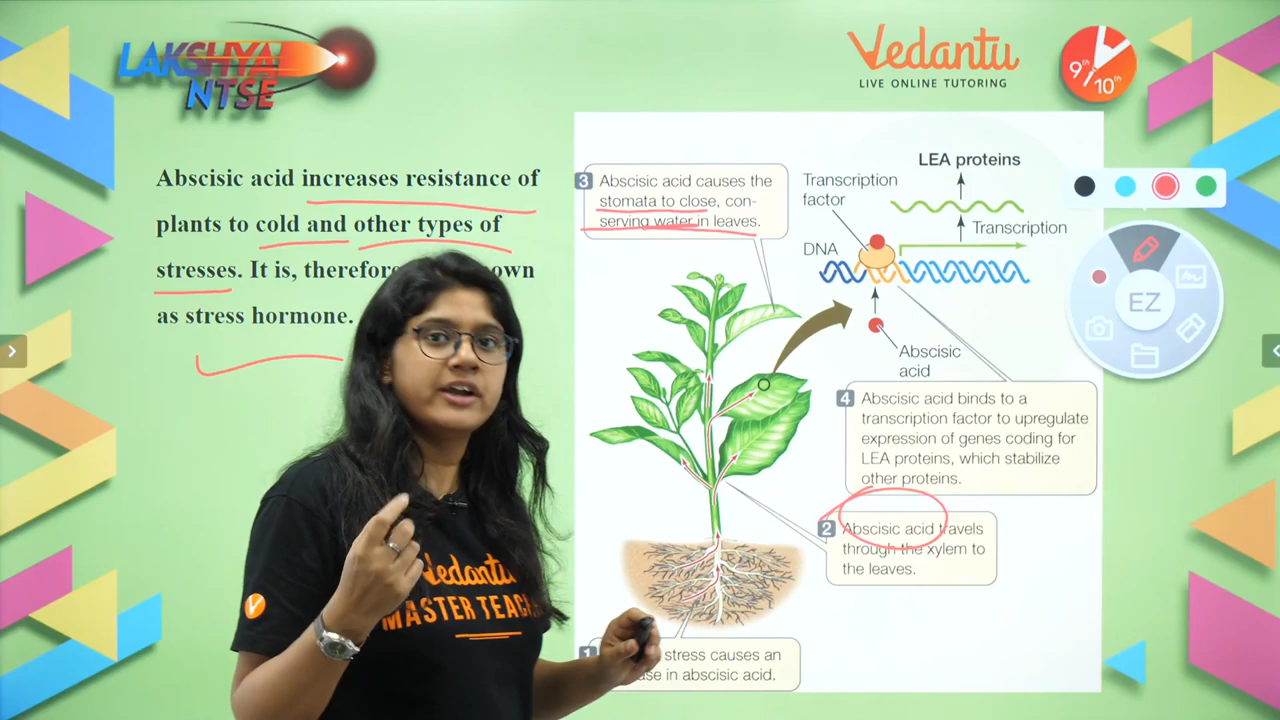 LAKSHYA
NTSE
Vedantu
LIVE ONLINE TUTORING
9th
10th
Abscisic acid increases resistance of
plants to cold and other types of
stresses. It is, therefore
as stress hormone.
3 Abscisic acid causes the
stomata to close, con-
serving water in leaves.
LEA proteins
Transcription
factor
Transcription
DNA
Abscisic
acid
EZ
4 Abscisic acid binds to a
transcription factor to upregulate
expression of genes coding for
LEA proteins, which stabilize
other proteins.
2 Abscisic acid travels
through the xylem to
the leaves.
1 stress causes an
in abscisic acid.
Vedantu
MASTER